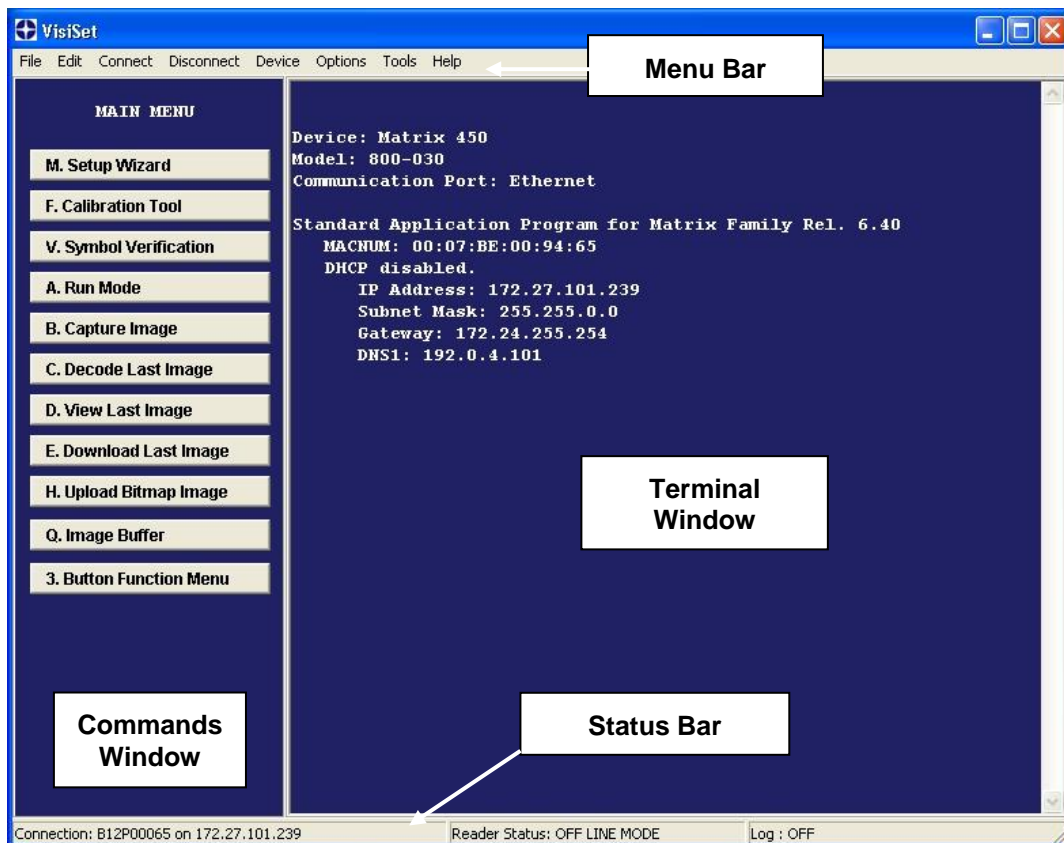 VisiSet
File Edit Connect Disconnect Device Options Tools Help
Menu Bar
MAIN MENU
M. Setup Wizard
F. Calibration Tool
V. Symbol Verification
A. Run Mode
B. Capture Image
C. Decode Last Image
D. View Last Image
E. Download Last Image
H. Upload Bitmap Image
Q. Image Buffer
3. Button Function Menu
Commands
Window
Device: Matrix 450
Model: 800-030
Communication Port: Ethernet
Standard Application Program for Matrix Family Rel. 6.40
MACNUM: 00:07:BE:00:94:65
DHCP disabled.
IP Address: 172.27.101.239
Subnet Mask: 255.255.0.0
Gateway: 172.24.255.254
DNS1: 192.0.4.101
Terminal
Window
Status Bar
Connection: B12P00065 on 172.27.101.239
Reader Status: OFF LINE MODE
Log : OFF